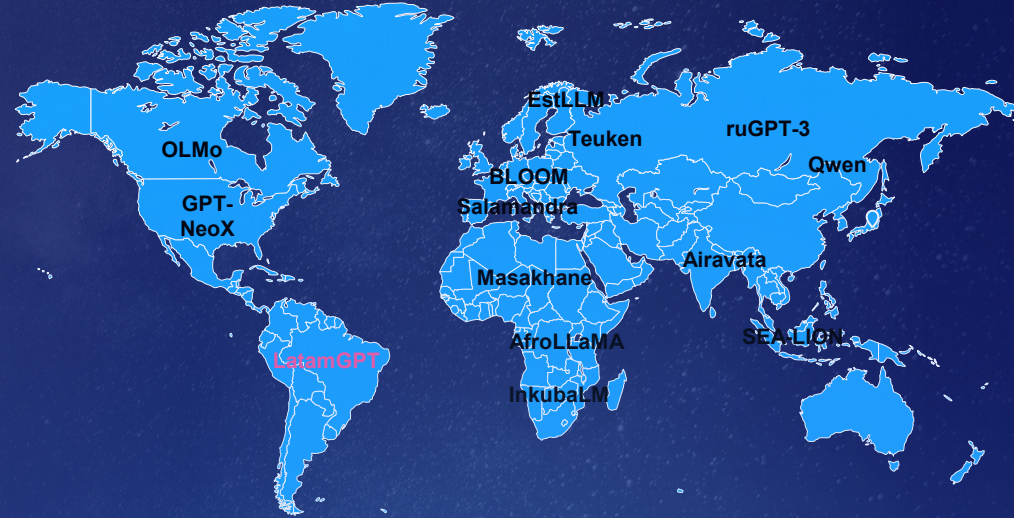 EstLLM
OLMo
Teuken
ruGPT-3
Qwen
BLOOM
GPT-
NeoX
Salamandra
Airavata
Masakhane
SEA-LION
AfroLLaMA
LatamGPT
InkubaLM